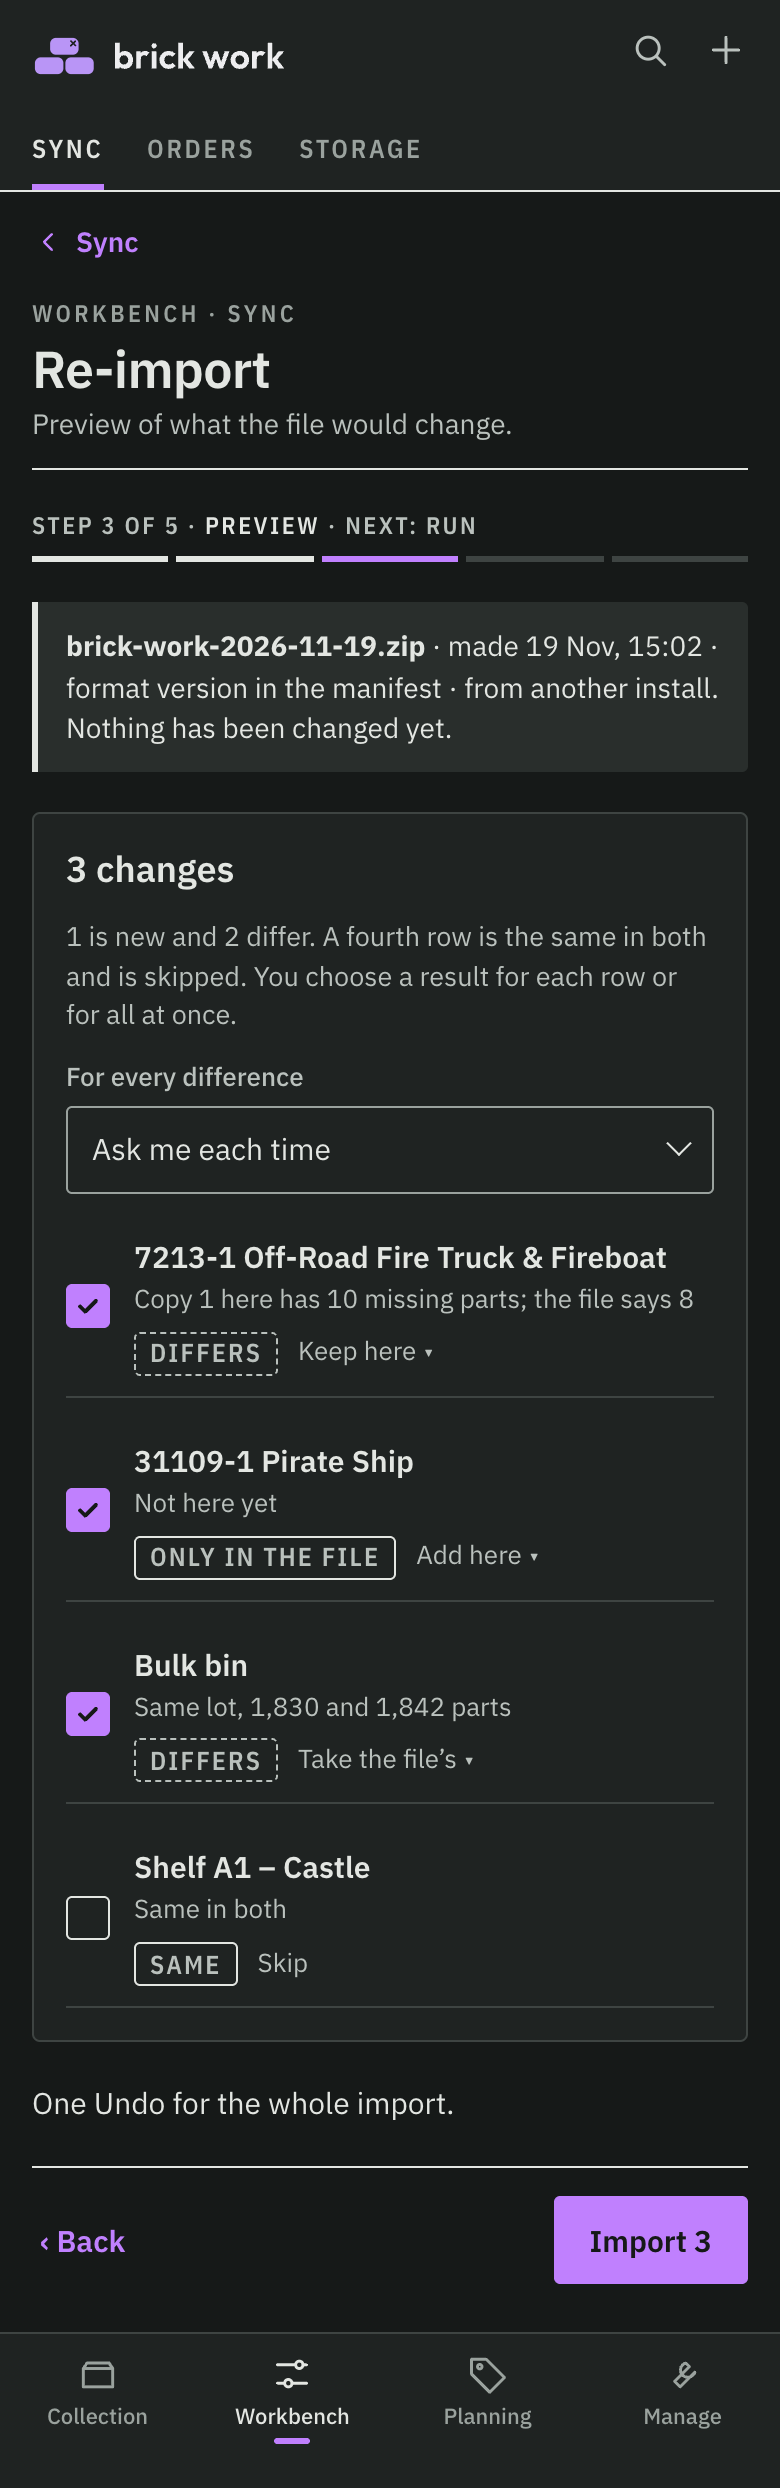 brick work
SYNC ORDERS STORAGE
Sync
WORKBENCH · SYNC
Re-import
Preview of what the file would change.
STEP 3 OF 5 · PREVIEW · NEXT: RUN
brick-work-2026-11-19.zip · made 19 Nov, 15:02 ·
format version in the manifest · from another install.
Nothing has been changed yet.
3 changes
1 is new and 2 differ. A fourth row is the same in both
and is skipped. You choose a result for each row or
for all at once.
For every difference
Ask me each time
7213-1 Off-Road Fire Truck & Fireboat
Copy 1 here has 10 missing parts; the file says 8
DIFFERS Keep here ▾
31109-1 Pirate Ship
Not here yet
ONLY IN THE FILE Add here ▾
Bulk bin
Same lot, 1,830 and 1,842 parts
DIFFERS Take the file’s ▾
Shelf A1 – Castle
Same in both
SAME Skip
One Undo for the whole import.
‹ Back Import 3
Collection Workbench Planning Manage